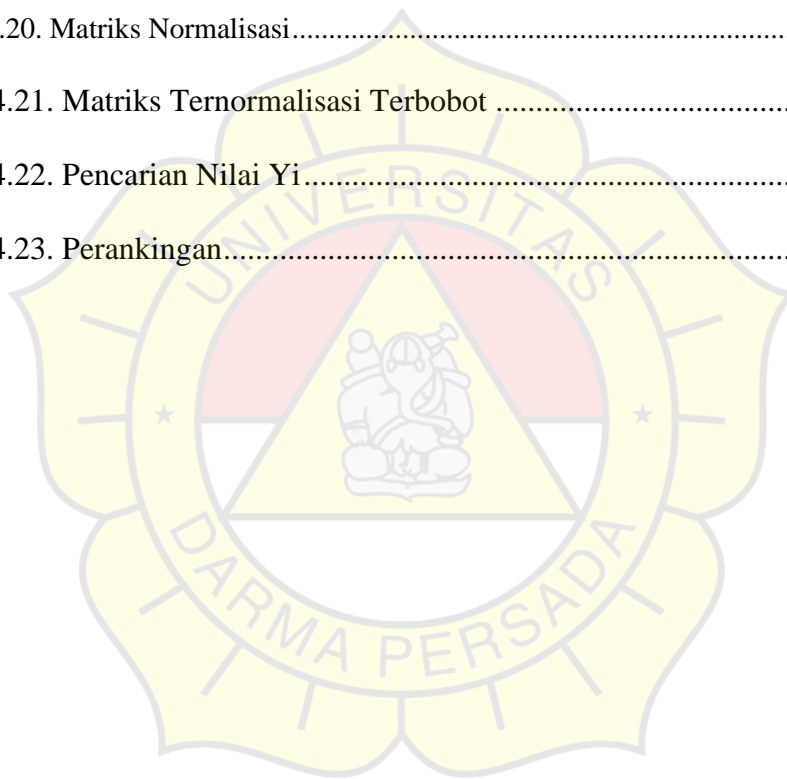 .20. Matriks Normalisasi.....................................................................................
4.21. Matriks Ternormalisasi Terbobot .....................................
4.22. Pencarian Nilai Yi.............................................................
4.23. Perankingan.......................................................................
UNIVERSITAS
DARMA PERSADA